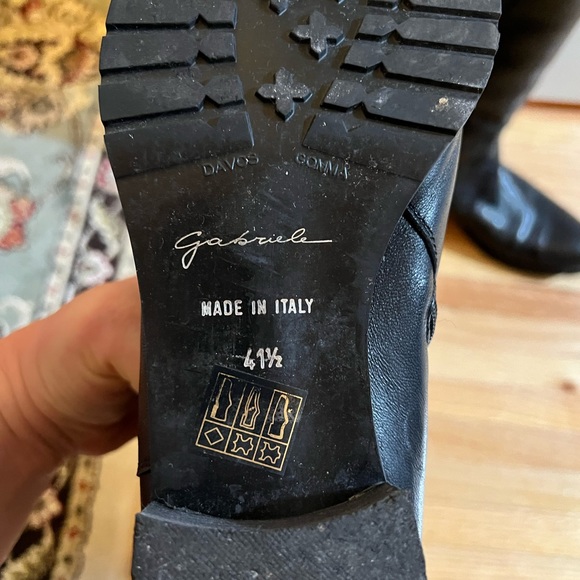 DAVOS GOMMA
Gabriele
MADE IN ITALY
41½